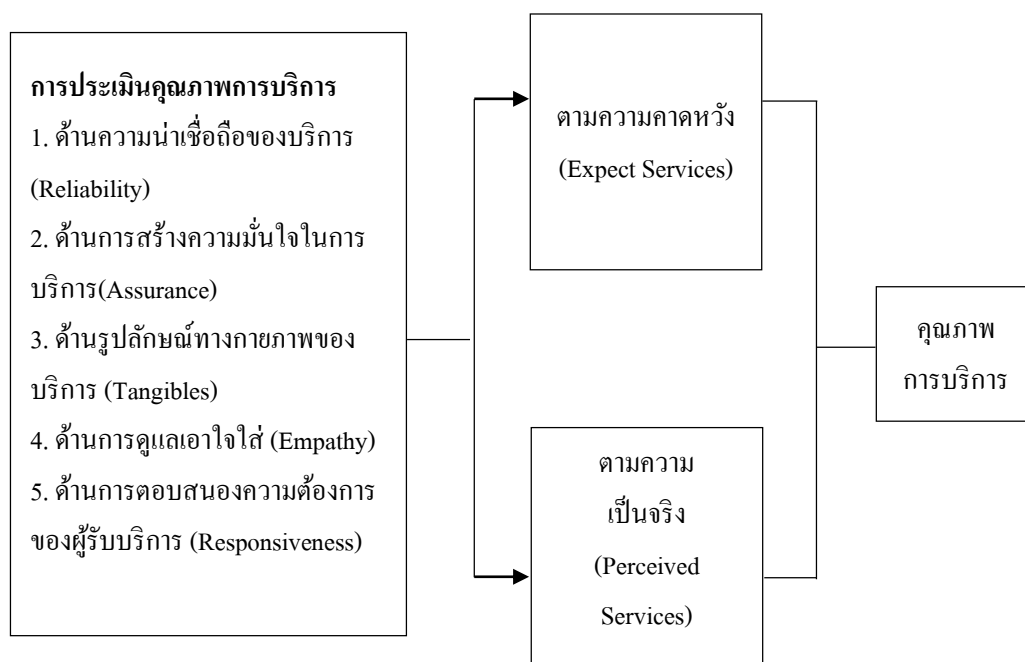 การประเมินคุณภาพการบริการ
1. ด้านความน่าเชื่อถือของบริการ
(Reliability)
2. ด้านการสร้างความมั่นใจในการ
บริการ(Assurance)
3. ด้านรูปลักษณ์ทางกายภาพของ
บริการ (Tangibles)
4. ด้านการดูแลเอาใจใส่ (Empathy)
5. ด้านการตอบสนองความต้องการ
ของผู้รับบริการ (Responsiveness)
ตามความคาดหวัง
(Expect Services)
ตามความ
เป็นจริง
(Perceived
Services)
คุณภาพ
การบริการ